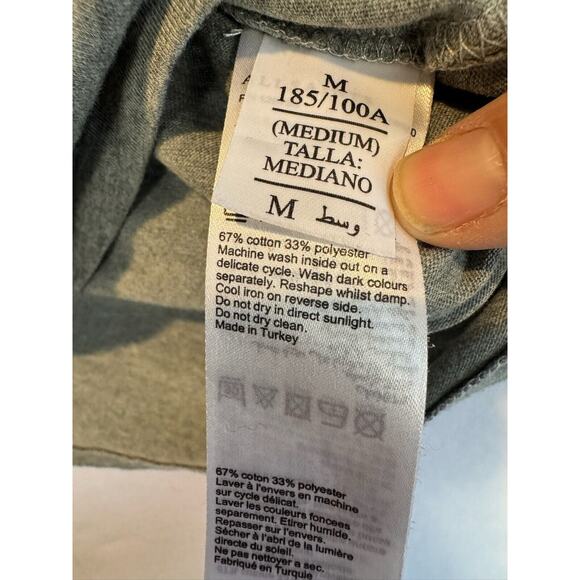 M
185/100A
(MEDIUM)
TALLA:
MEDIANO
M وسط
67% cotton 33% polyester
Machine wash inside out on a
delicate cycle. Wash dark colours
separately. Reshape whilst damp.
Cool iron on reverse side.
Do not dry in direct sunlight.
Do not dry clean.
Made in Turkey
67% coton 33% polyester
Laver à l'envers en machine
sur cycle délicat.
Laver les couleurs foncées
separement. Etirer humide.
Repasser sur l'envers.
Sécher à l'abri de la lumière
directe du soleil.
Ne pas nettoyer a sec.
Fabriqué en Turquie